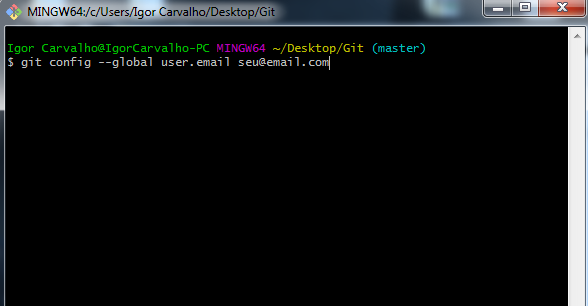 MINGW64:/c/Users/Igor Carvalho/Desktop/Git
Igor Carvalho@IgorCarvalho-PC MINGW64 ~/Desktop/Git (master)
$ git config --global user.email seu@email.com